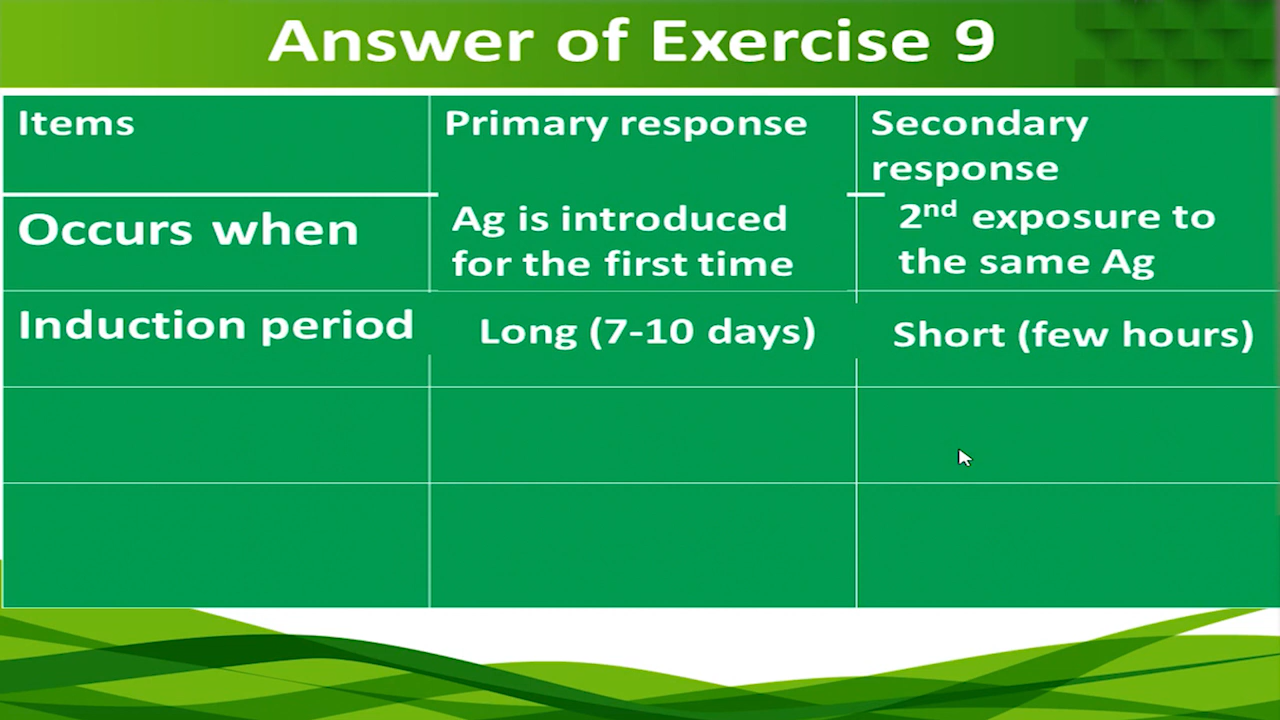 Answer of Exercise 9
Items
Primary response
Secondary
response
Occurs when
Ag is introduced
for the first time
2nd exposure to
the same Ag
Induction period
Long (7-10 days)
Short (few hours)